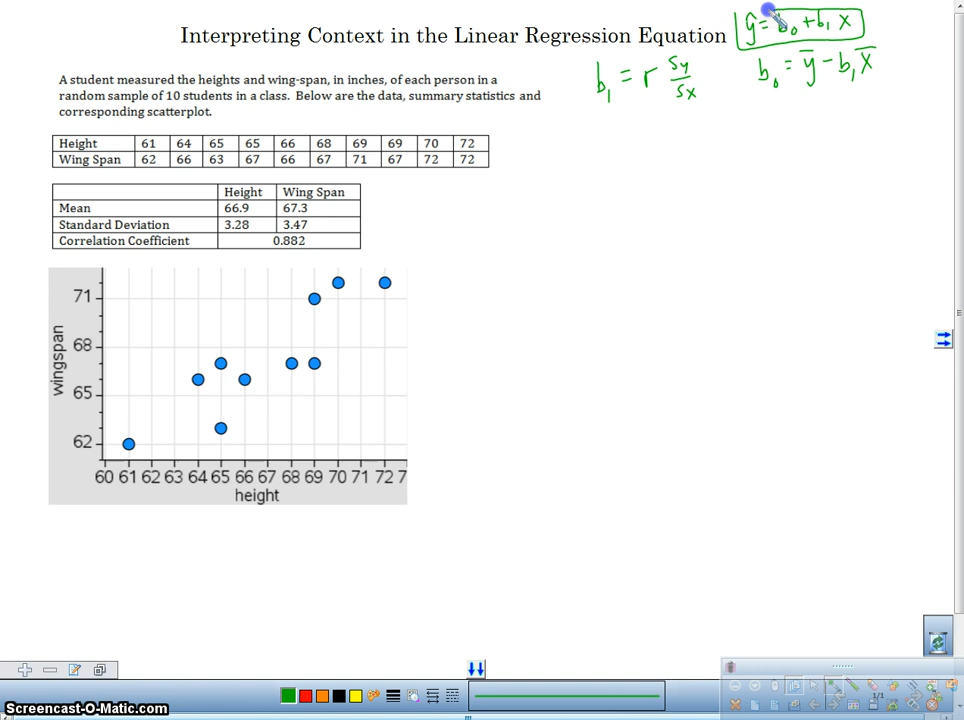 Interpreting Context in the Linear Regression Equation
ŷ = b₀ + b₁ x
b₁ = r Sy/Sx
b₀ = ȳ - b₁ x̄
A student measured the heights and wing-span, in inches, of each person in a
random sample of 10 students in a class. Below are the data, summary statistics and
corresponding scatterplot.
Height 61 64 65 65 66 68 69 69 70 72
Wing Span 62 66 63 67 66 67 71 67 72 72
Height Wing Span
Mean 66.9 67.3
Standard Deviation 3.28 3.47
Correlation Coefficient 0.882
71
68
65
62
wingspan
60 61 62 63 64 65 66 67 68 69 70 71 72 7
height
1/1
Screencast-O-Matic.com